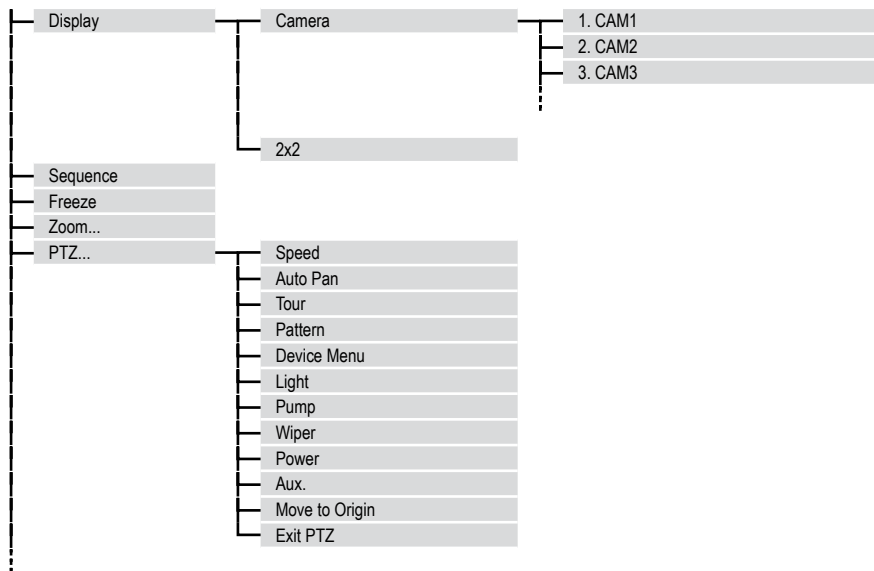 Display Camera 1. CAM1
2. CAM2
3. CAM3
2x2
Sequence
Freeze
Zoom...
PTZ... Speed
Auto Pan
Tour
Pattern
Device Menu
Light
Pump
Wiper
Power
Aux.
Move to Origin
Exit PTZ